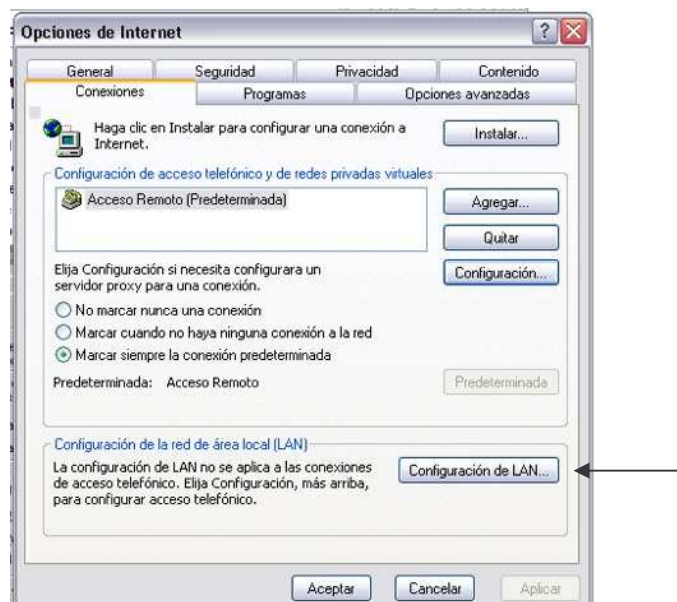 Opciones de Internet
General Seguridad Privacidad Contenido
Conexiones Programas Opciones avanzadas
Haga clic en Instalar para configurar una conexión a
Internet.
Instalar...
Configuración de acceso telefónico y de redes privadas virtuales
Acceso Remoto (Predeterminada)
Agregar...
Quitar
Elija Configuración si necesita configurara un
servidor proxy para una conexión.
Configuración...
No marcar nunca una conexión
Marcar cuando no haya ninguna conexión a la red
Marcar siempre la conexión predeterminada
Predeterminada: Acceso Remoto
Predeterminada
Configuración de la red de área local (LAN)
La configuración de LAN no se aplica a las conexiones
de acceso telefónico. Elija Configuración, más arriba,
para configurar acceso telefónico.
Configuración de LAN...
Aceptar Cancelar Aplicar